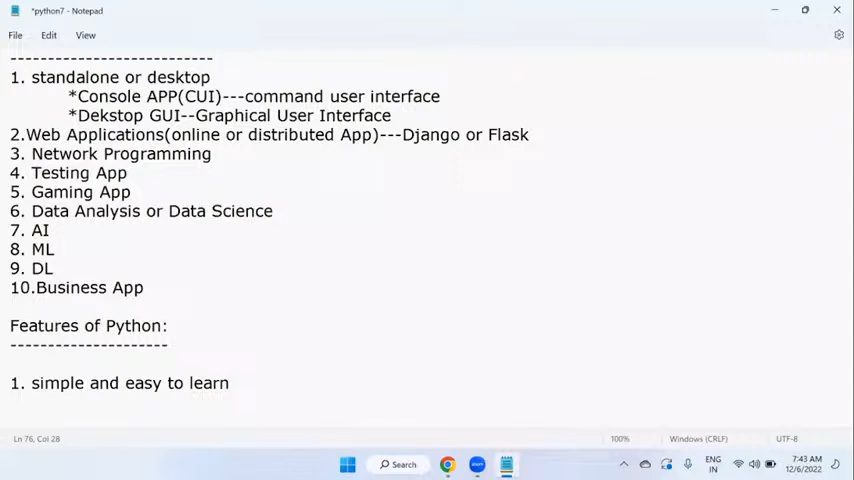 *python7 - Notepad
File Edit View
---------------------------
1. standalone or desktop
*Console APP(CUI)---command user interface
*Dekstop GUI--Graphical User Interface
2.Web Applications(online or distributed App)---Django or Flask
3. Network Programming
4. Testing App
5. Gaming App
6. Data Analysis or Data Science
7. AI
8. ML
9. DL
10.Business App
Features of Python:
---------------------
1. simple and easy to learn
Ln 76, Col 28 100% Windows (CRLF) UTF-8
Search zoom ENG IN 7:43 AM 12/6/2022